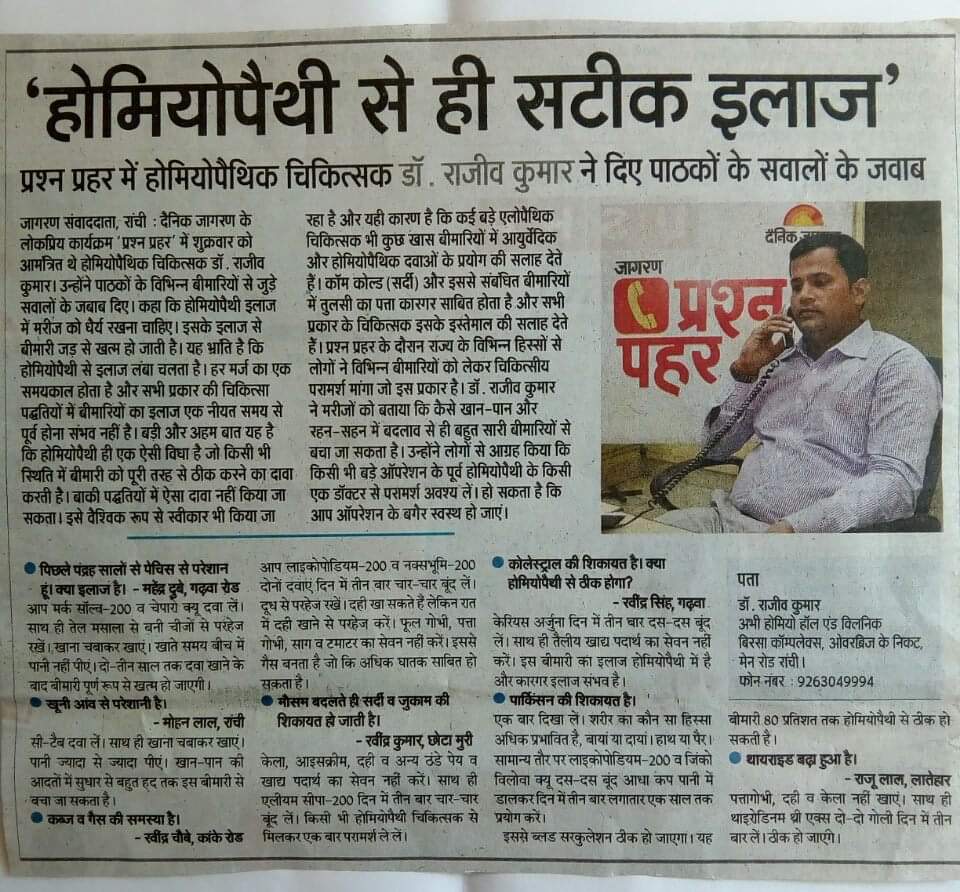 ‘होमियोपैथी से ही सटीक इलाज’
प्रश्न प्रहर में होमियोपैथिक चिकित्सक डॉ. राजीव कुमार ने दिए पाठकों के सवालों के जवाब
जागरण संवाददाता, रांची : दैनिक जागरण के
लोकप्रिय कार्यक्रम 'प्रश्न प्रहर' में शुक्रवार को
आमंत्रित थे होमियोपैथिक चिकित्सक डॉ. राजीव
कुमार। उन्होंने पाठकों के विभिन्न बीमारियों से जुड़े
सवालों के जबाब दिए। कहा कि होमियोपैथी इलाज
में मरीज को धैर्य रखना चाहिए। इसके इलाज से
बीमारी जड़ से खत्म हो जाती है। यह भ्रांति है कि
होमियोपैथी से इलाज लंबा चलता है। हर मर्ज का एक
समयकाल होता है और सभी प्रकार की चिकित्सा
पद्धतियों में बीमारियों का इलाज एक नीयत समय से
पूर्व होना संभव नहीं है। बड़ी और अहम बात यह है
कि होमियोपैथी ही एक ऐसी विधा है जो किसी भी
स्थिति में बीमारी को पूरी तरह से ठीक करने का दावा
करती है। बाकी पद्धतियों में ऐसा दावा नहीं किया जा
सकता। इसे वैश्विक रूप से स्वीकार भी किया जा
रहा है और यही कारण है कि कई बड़े एलोपैथिक
चिकित्सक भी कुछ खास बीमारियों में आयुर्वेदिक
और होमियोपैथिक दवाओं के प्रयोग की सलाह देते
हैं। कॉम कोल्ड (सर्दी) और इससे संबंधित बीमारियों
में तुलसी का पत्ता कारगर साबित होता है और सभी
प्रकार के चिकित्सक इसके इस्तेमाल की सलाह देते
हैं। प्रश्न प्रहर के दौरान राज्य के विभिन्न हिस्सों से
लोगों ने विभिन्न बीमारियों को लेकर चिकित्सीय
परामर्श मांगा जो इस प्रकार है। डॉ. राजीव कुमार
ने मरीजों को बताया कि कैसे खान-पान और
रहन-सहन में बदलाव से ही बहुत सारी बीमारियों से
बचा जा सकता है। उन्होंने लोगों से आग्रह किया कि
किसी भी बड़े ऑपरेशन के पूर्व होमियोपैथी के किसी
एक डॉक्टर से परामर्श अवश्य लें। हो सकता है कि
आप ऑपरेशन के बगैर स्वस्थ हो जाएं।
दैनिक
जागरण
प्रश्न
पहर
पिछले पंद्रह सालों से पेचिस से परेशान
हूं। क्या इलाज है। - महेंद्र दुबे, गढ़वा रोड
आप मर्क सॉल्व-200 व चेपारो क्यू दवा लें।
साथ ही तेल मसाला से बनी चीजों से परहेज
रखें। खाना चबाकर खाएं। खाते समय बीच में
पानी नहीं पीएं। दो-तीन साल तक दवा खाने के
बाद बीमारी पूर्ण रूप से खत्म हो जाएगी।
खूनी आंव से परेशानी है।
- मोहन लाल, रांची
सी-टैब दवा लें। साथ ही खाना चबाकर खाएं।
पानी ज्यादा से ज्यादा पीएं। खान-पान की
आदतों में सुधार से बहुत हद तक इस बीमारी से
बचा जा सकता है।
कब्ज व गैस की समस्या है।
- रवींद्र चौबे, कांके रोड
आप लाइकोपोडियम-200 व नक्सभूमि-200
दोनों दवाएं दिन में तीन बार चार-चार बूंद लें।
दूध से परहेज रखें। दही खा सकते हैं लेकिन रात
में दही खाने से परहेज करें। फूल गोभी, पत्ता
गोभी, साग व टमाटर का सेवन नहीं करें। इससे
गैस बनता है जो कि अधिक घातक साबित हो
सकता है।
मौसम बदलते ही सर्दी व जुकाम की
शिकायत हो जाती है।
- रवींद्र कुमार, छोटा मुरी
केला, आइसक्रीम, दही व अन्य ठंडे पेय व
खाद्य पदार्थ का सेवन नहीं करें। साथ ही
एलीयम सीपा-200 दिन में तीन बार चार-चार
बूंद लें। किसी भी होमियोपैथी चिकित्सक से
मिलकर एक बार परामर्श ले लें।
कोलेस्ट्राल की शिकायत है। क्या
होमियोपैथी से ठीक होगा?
- रवींद्र सिंह, गढ़वा
केरियस अर्जुना दिन में तीन बार दस-दस बूंद
लें। साथ ही तैलीय खाद्य पदार्थ का सेवन नहीं
करें। इस बीमारी का इलाज होमियोपैथी में है
और कारगर इलाज संभव है।
पार्किंसन की शिकायत है।
एक बार दिखा लें। शरीर का कौन सा हिस्सा
अधिक प्रभावित है, बायां या दायां। हाथ या पैर।
सामान्य तौर पर लाइकोपोडियम-200 व जिंको
विलोवा क्यू दस-दस बूंद आधा कप पानी में
डालकर दिन में तीन बार लगातार एक साल तक
प्रयोग करें।
इससे ब्लड सरकुलेशन ठीक हो जाएगा। यह
पता
डॉ. राजीव कुमार
अभी होमियो हॉल एंड क्लिनिक
बिरसा कॉम्पलेक्स, ओवरब्रिज के निकट,
मेन रोड रांची।
फोन नंबर : 9263049994
बीमारी 80 प्रतिशत तक होमियोपैथी से ठीक हो
सकती है।
थायराइड बढ़ा हुआ है।
- राजू लाल, लातेहार
पत्तागोभी, दही व केला नहीं खाएं। साथ ही
थाइरोडिनम थ्री एक्स दो-दो गोली दिन में तीन
बार लें। ठीक हो जाएंगे।